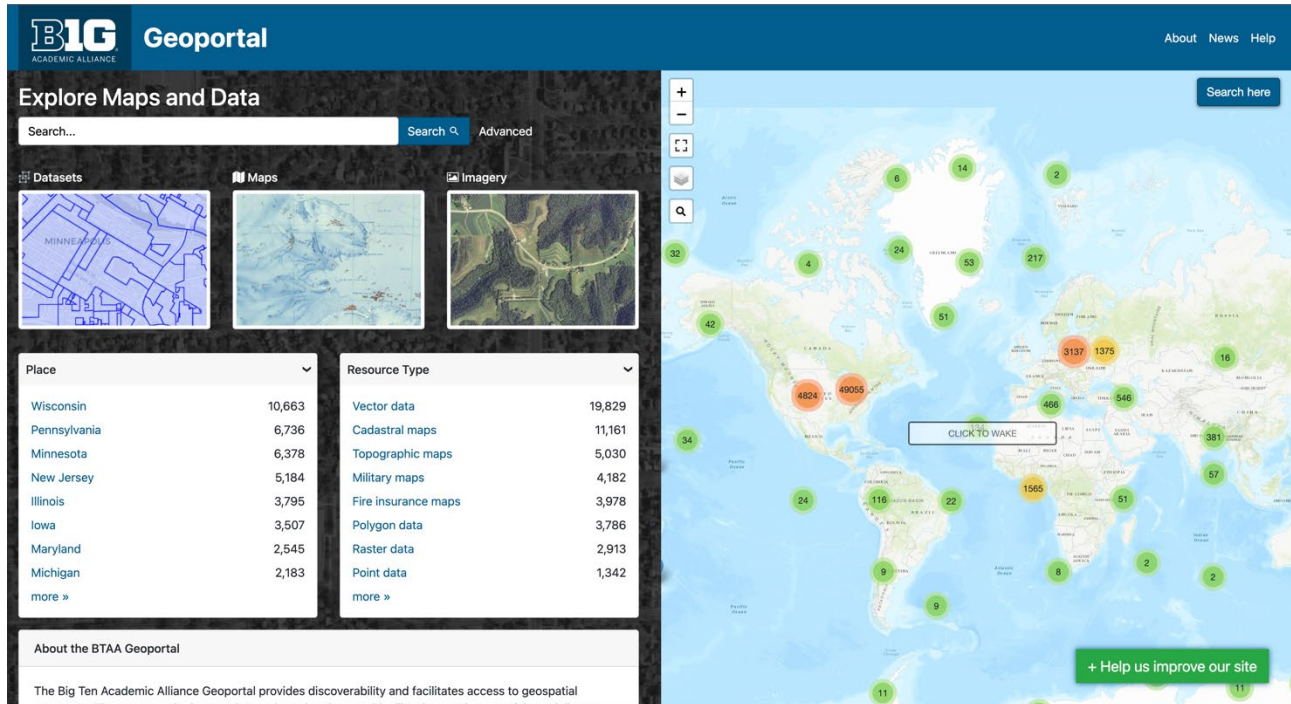 B1G
ACADEMIC ALLIANCE
Geoportal
About News Help
Explore Maps and Data
Search...
Search
Advanced
Datasets
Maps
Imagery
MINNEAPOLIS
Place
Wisconsin 10,663
Pennsylvania 6,736
Minnesota 6,378
New Jersey 5,184
Illinois 3,795
Iowa 3,507
Maryland 2,545
Michigan 2,183
more »
Resource Type
Vector data 19,829
Cadastral maps 11,161
Topographic maps 5,030
Military maps 4,182
Fire insurance maps 3,978
Polygon data 3,786
Raster data 2,913
Point data 1,342
more »
About the BTAA Geoportal
The Big Ten Academic Alliance Geoportal provides discoverability and facilitates access to geospatial
+
−
Search here
14
6
2
24
53
217
32
4
51
42
GREENLAND
CANADA
RUSSIA
3137
1375
16
4824
49055
466
546
CLICK TO WAKE
34
381
57
1565
24
116
22
51
BRAZIL
9
8
2
2
9
+ Help us improve our site
11
11